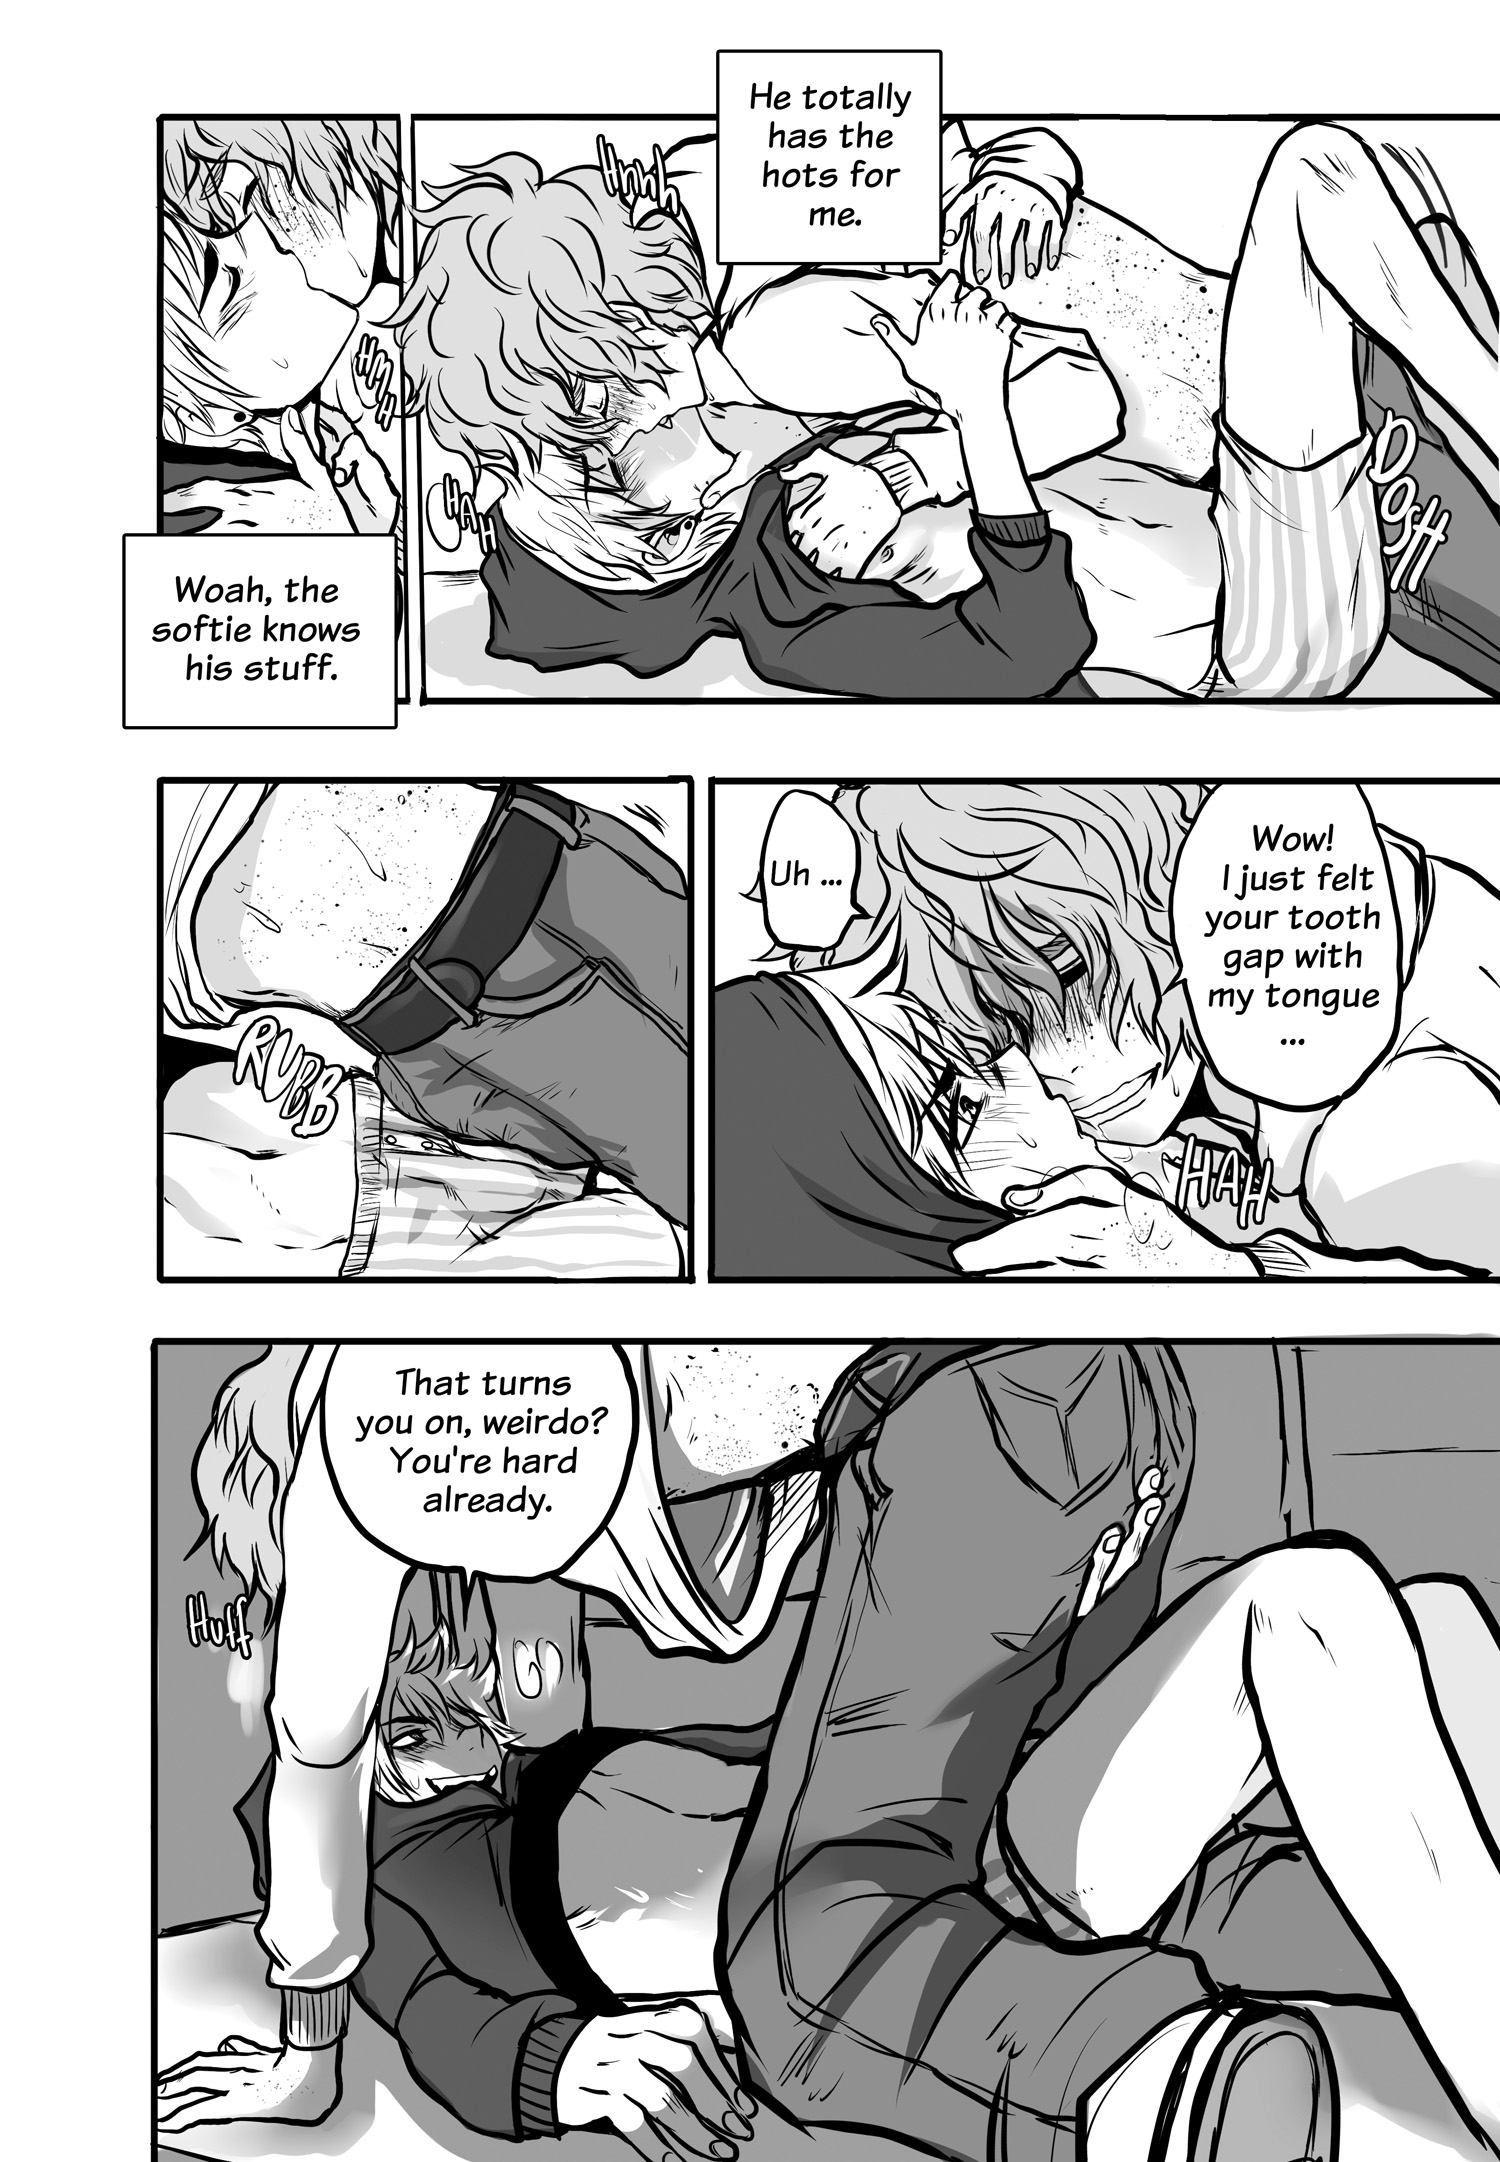 He totally
has the
hots for
me.
Hnnh
HMMH
HAH
DOSH
Woah, the
softie knows
his stuff.
RUBB
Uh ...
Wow!
I just felt
your tooth
gap with
my tongue
...
HAH
That turns
you on, weirdo?
You're hard
already.
Huff